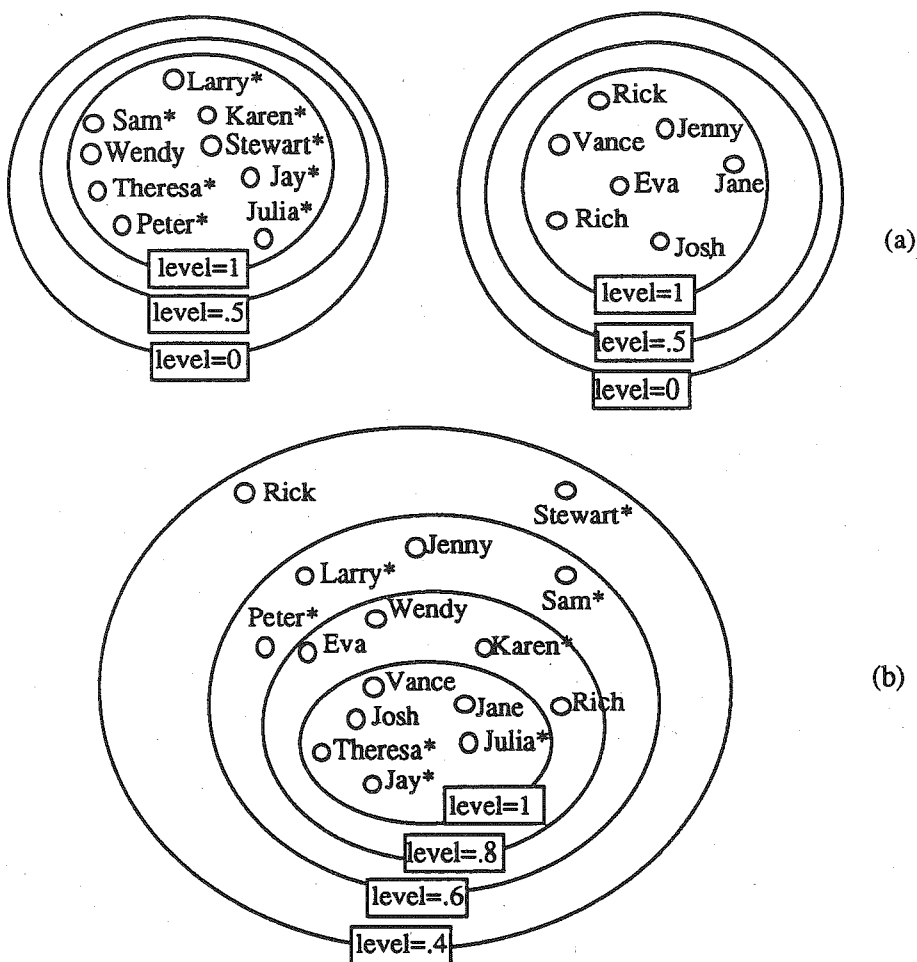 Larry*
Sam* Karen*
Wendy Stewart*
Theresa* Jay*
Peter* Julia*
level=1
level=.5
level=0
Rick
Vance Jenny
Eva Jane
Rich
Josh
level=1
level=.5
level=0
(a)
Rick
Stewart*
Jenny
Larry*
Sam*
Peter* Wendy
Eva Karen*
Vance
Josh Jane Rich
Theresa* Julia*
Jay*
level=1
level=.8
level=.6
level=.4
(b)